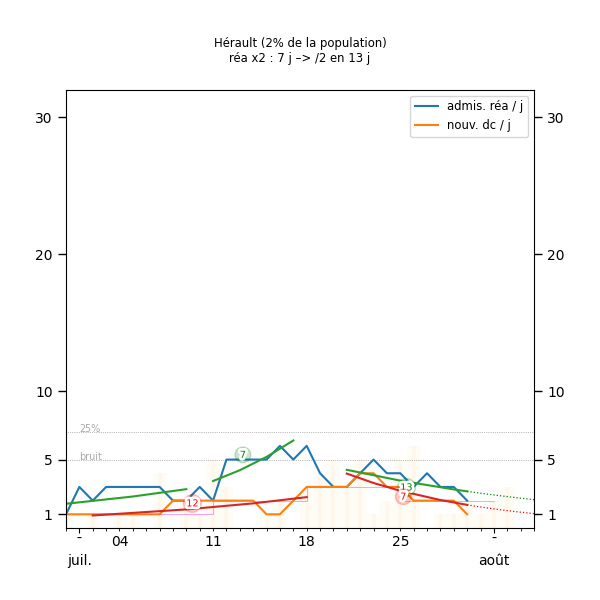 Hérault (2% de la population)
réa x2 : 7 j –> /2 en 13 j
admis. réa / j
nouv. dc / j
30 30
20 20
10 10
25%
bruit
5 5
7
13
7
12
1 1
- 04 11 18 25 -
juil. août